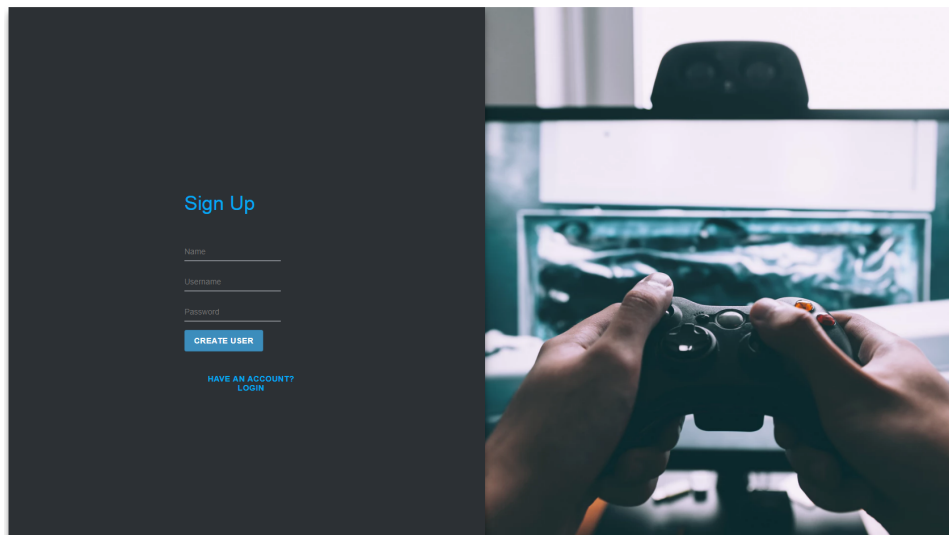 Sign Up
Name
Username
Password
CREATE USER
HAVE AN ACCOUNT?
LOGIN